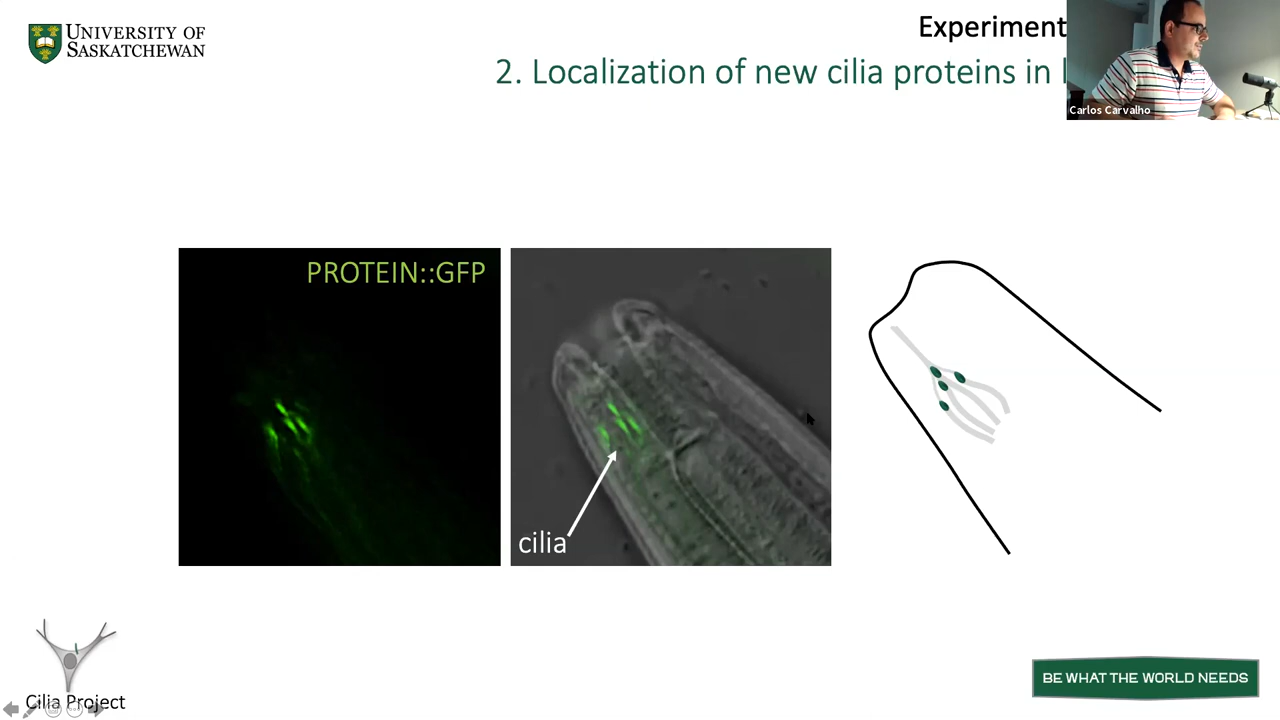 UNIVERSITY OF
SASKATCHEWAN
Experiment
2. Localization of new cilia proteins in
Carlos Carvalho
PROTEIN::GFP
cilia
Cilia Project
BE WHAT THE WORLD NEEDS